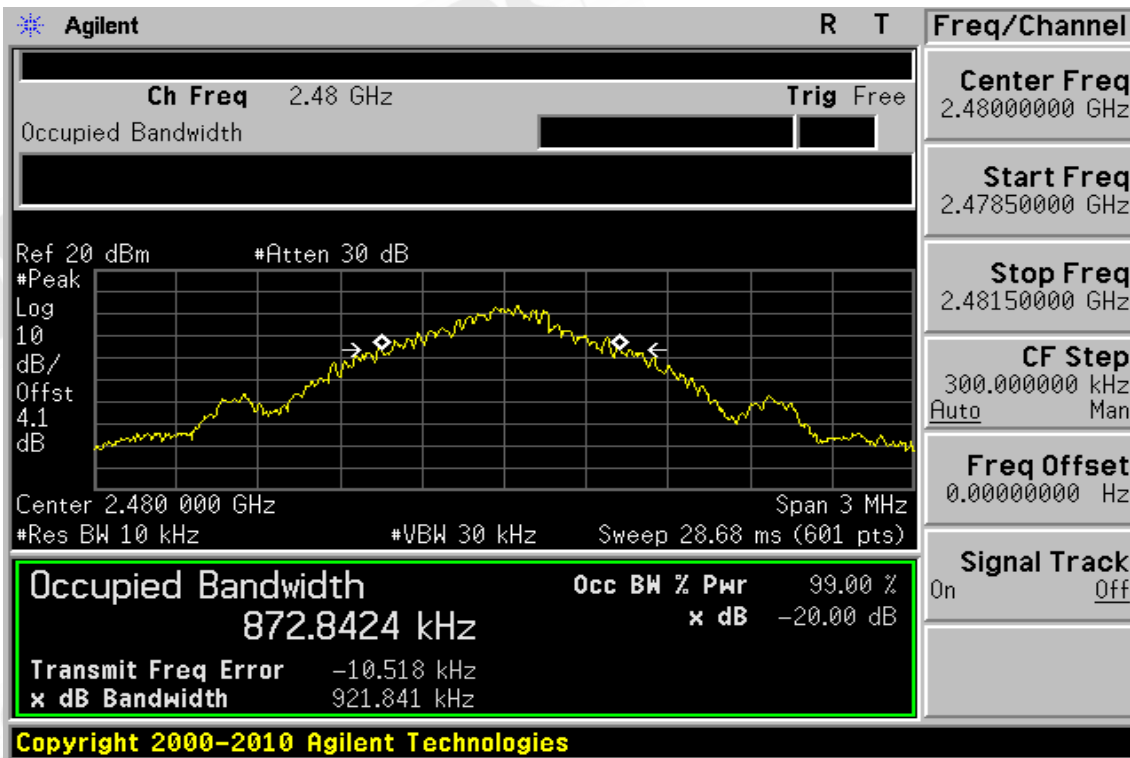 Agilent R T
Ch Freq 2.48 GHz Trig Free
Occupied Bandwidth
Ref 20 dBm #Atten 30 dB
#Peak
Log
10
dB/
Offst
4.1
dB
Center 2.480 000 GHz Span 3 MHz
#Res BW 10 kHz #VBW 30 kHz Sweep 28.68 ms (601 pts)
Occupied Bandwidth Occ BW % Pwr 99.00 %
872.8424 kHz x dB -20.00 dB
Transmit Freq Error -10.518 kHz
x dB Bandwidth 921.841 kHz
Copyright 2000-2010 Agilent Technologies
Freq/Channel
Center Freq
2.48000000 GHz
Start Freq
2.47850000 GHz
Stop Freq
2.48150000 GHz
CF Step
300.000000 kHz
Auto Man
Freq Offset
0.00000000 Hz
Signal Track
On Off